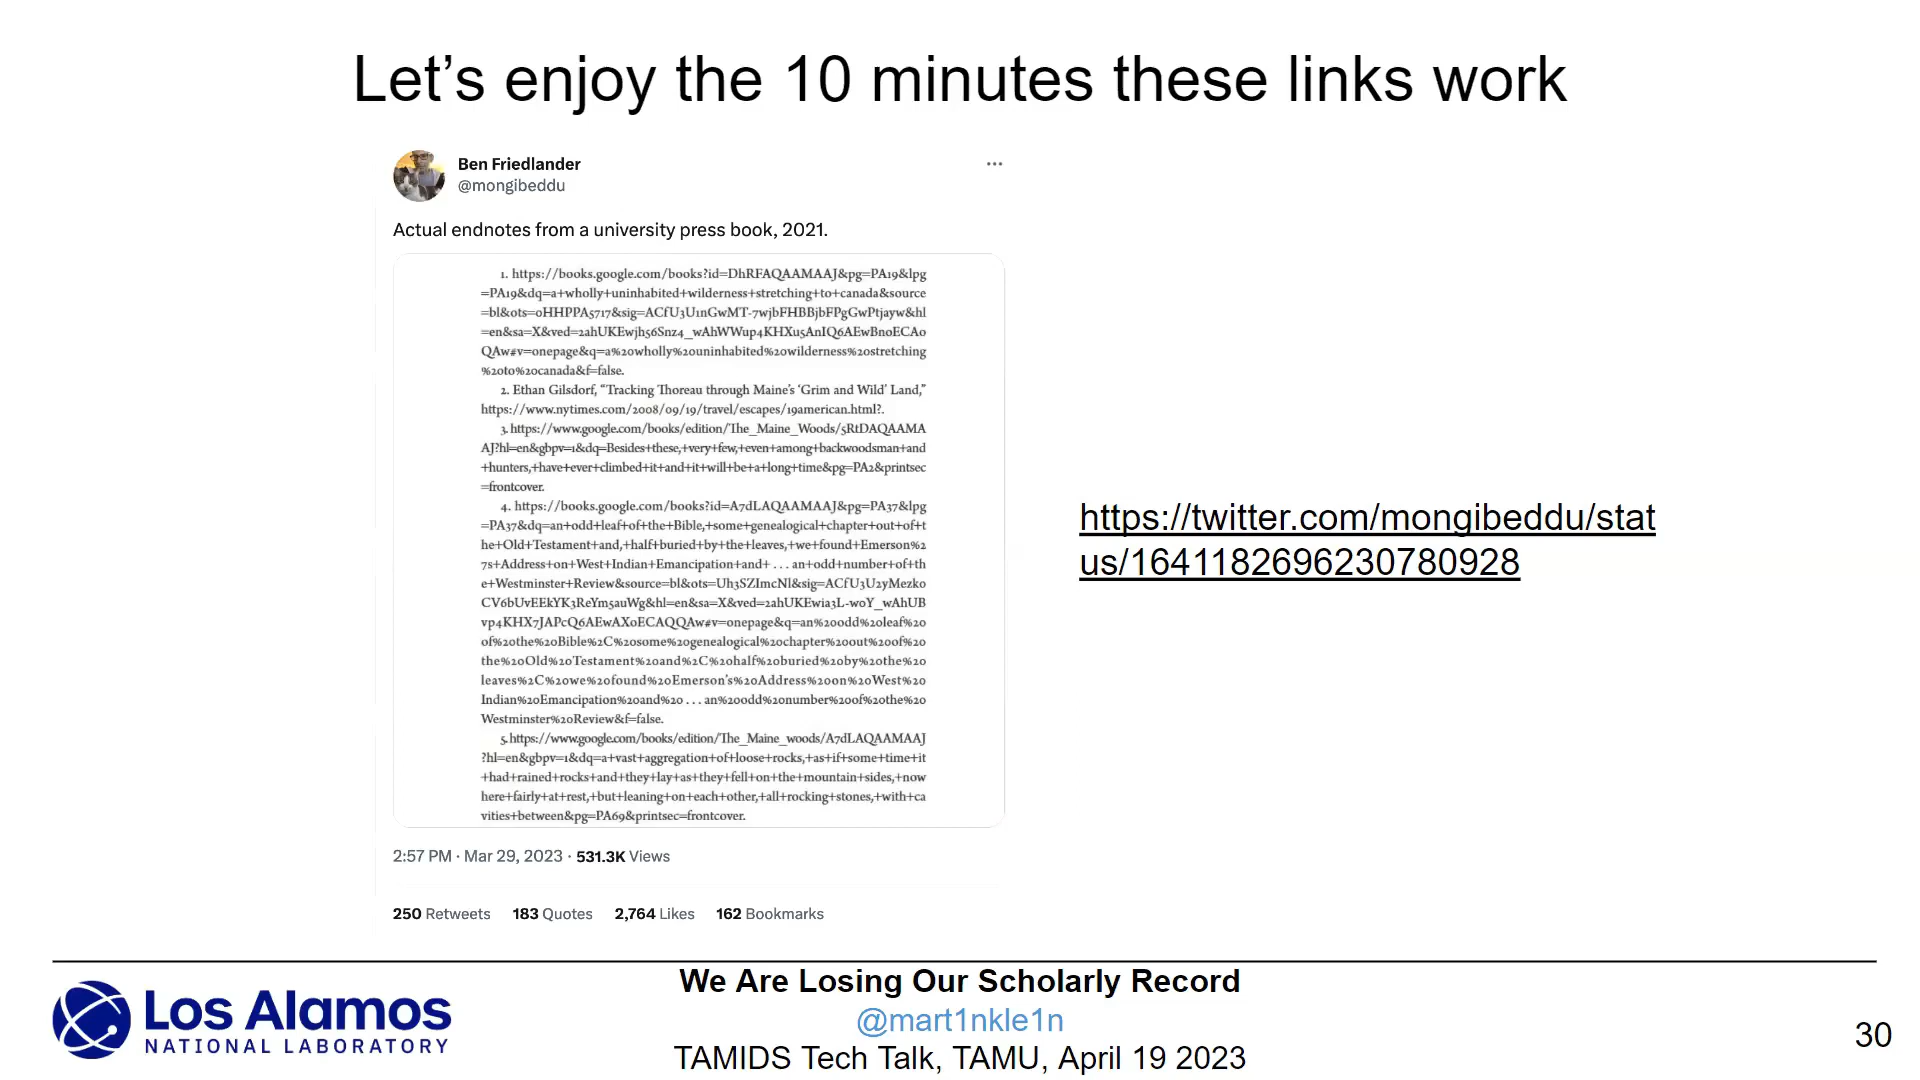 Let’s enjoy the 10 minutes these links work
Ben Friedlander
@mongibeddu
Actual endnotes from a university press book, 2021.
1. https://books.google.com/books?id=DhRFAQAAMAAJ&pg=PA19&lpg
=PA19&dq=a+wholly+uninhabited+wilderness+stretching+to+canada&source
=bl&ots=0HHPPA5717&sig=ACfU3U1nGwMT-7wjbFHBBjbFPgGwPtjayw&hl
=en&sa=X&ved=2ahUKEwjh56Snz4_wAhWWup4KHXu5AnIQ6AEwBnoECAo
QAw#v=onepage&q=a%20wholly%20uninhabited%20wilderness%20stretching
%20to%20canada&f=false.
2. Ethan Gilsdorf, “Tracking Thoreau through Maine’s ‘Grim and Wild’ Land,”
https://www.nytimes.com/2008/09/19/travel/escapes/19american.html?.
3. https://www.google.com/books/edition/The_Maine_Woods/5RtDAQAAMA
AJ?hl=en&gbpv=1&dq=Besides+these,+very+few,+even+among+backwoodsman+and
+hunters,+have+ever+climbed+it+and+it+will+be+a+long+time&pg=PA2&printsec
=frontcover.
4. https://books.google.com/books?id=A7dLAQAAMAAJ&pg=PA37&lpg
=PA37&dq=an+odd+leaf+of+the+Bible,+some+genealogical+chapter+out+of+t
he+Old+Testament+and,+half+buried+by+the+leaves,+we+found+Emerson%2
7s+Address+on+West+Indian+Emancipation+and+ . . . an+odd+number+of+th
e+Westminster+Review&source=bl&ots=Uh3SZImcNl&sig=ACfU3U2yMezko
CV6bUvEEkYK3ReYm5auWg&hl=en&sa=X&ved=2ahUKEwia3L-woY_wAhUB
vp4KHX7JAPcQ6AEwAXoECAQQAw#v=onepage&q=an%20odd%20leaf%20
of%20the%20Bible%2C%20some%20genealogical%20chapter%20out%20of%20
the%20Old%20Testament%20and%2C%20half%20buried%20by%20the%20
leaves%2C%20we%20found%20Emerson’s%20Address%20on%20West%20
Indian%20Emancipation%20and%20 . . . an%20odd%20number%20of%20the%20
Westminster%20Review&f=false.
5. https://www.google.com/books/edition/The_Maine_woods/A7dLAQAAMAAJ
?hl=en&gbpv=1&dq=a+vast+aggregation+of+loose+rocks,+as+if+some+time+it
+had+rained+rocks+and+they+lay+as+they+fell+on+the+mountain+sides,+now
here+fairly+at+rest,+but+leaning+on+each+other,+all+rocking+stones,+with+ca
vities+between&pg=PA69&printsec=frontcover.
2:57 PM · Mar 29, 2023 · 531.3K Views
250 Retweets 183 Quotes 2,764 Likes 162 Bookmarks
https://twitter.com/mongibeddu/stat
us/1641182696230780928
We Are Losing Our Scholarly Record
@mart1nkle1n
TAMIDS Tech Talk, TAMU, April 19 2023
Los Alamos
NATIONAL LABORATORY
30